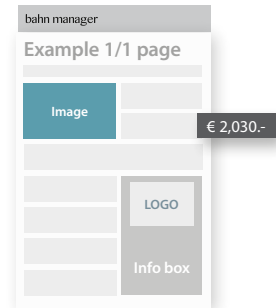 bahn manager
Example 1/1 page
Image
€ 2,030.-
LOGO
Info box